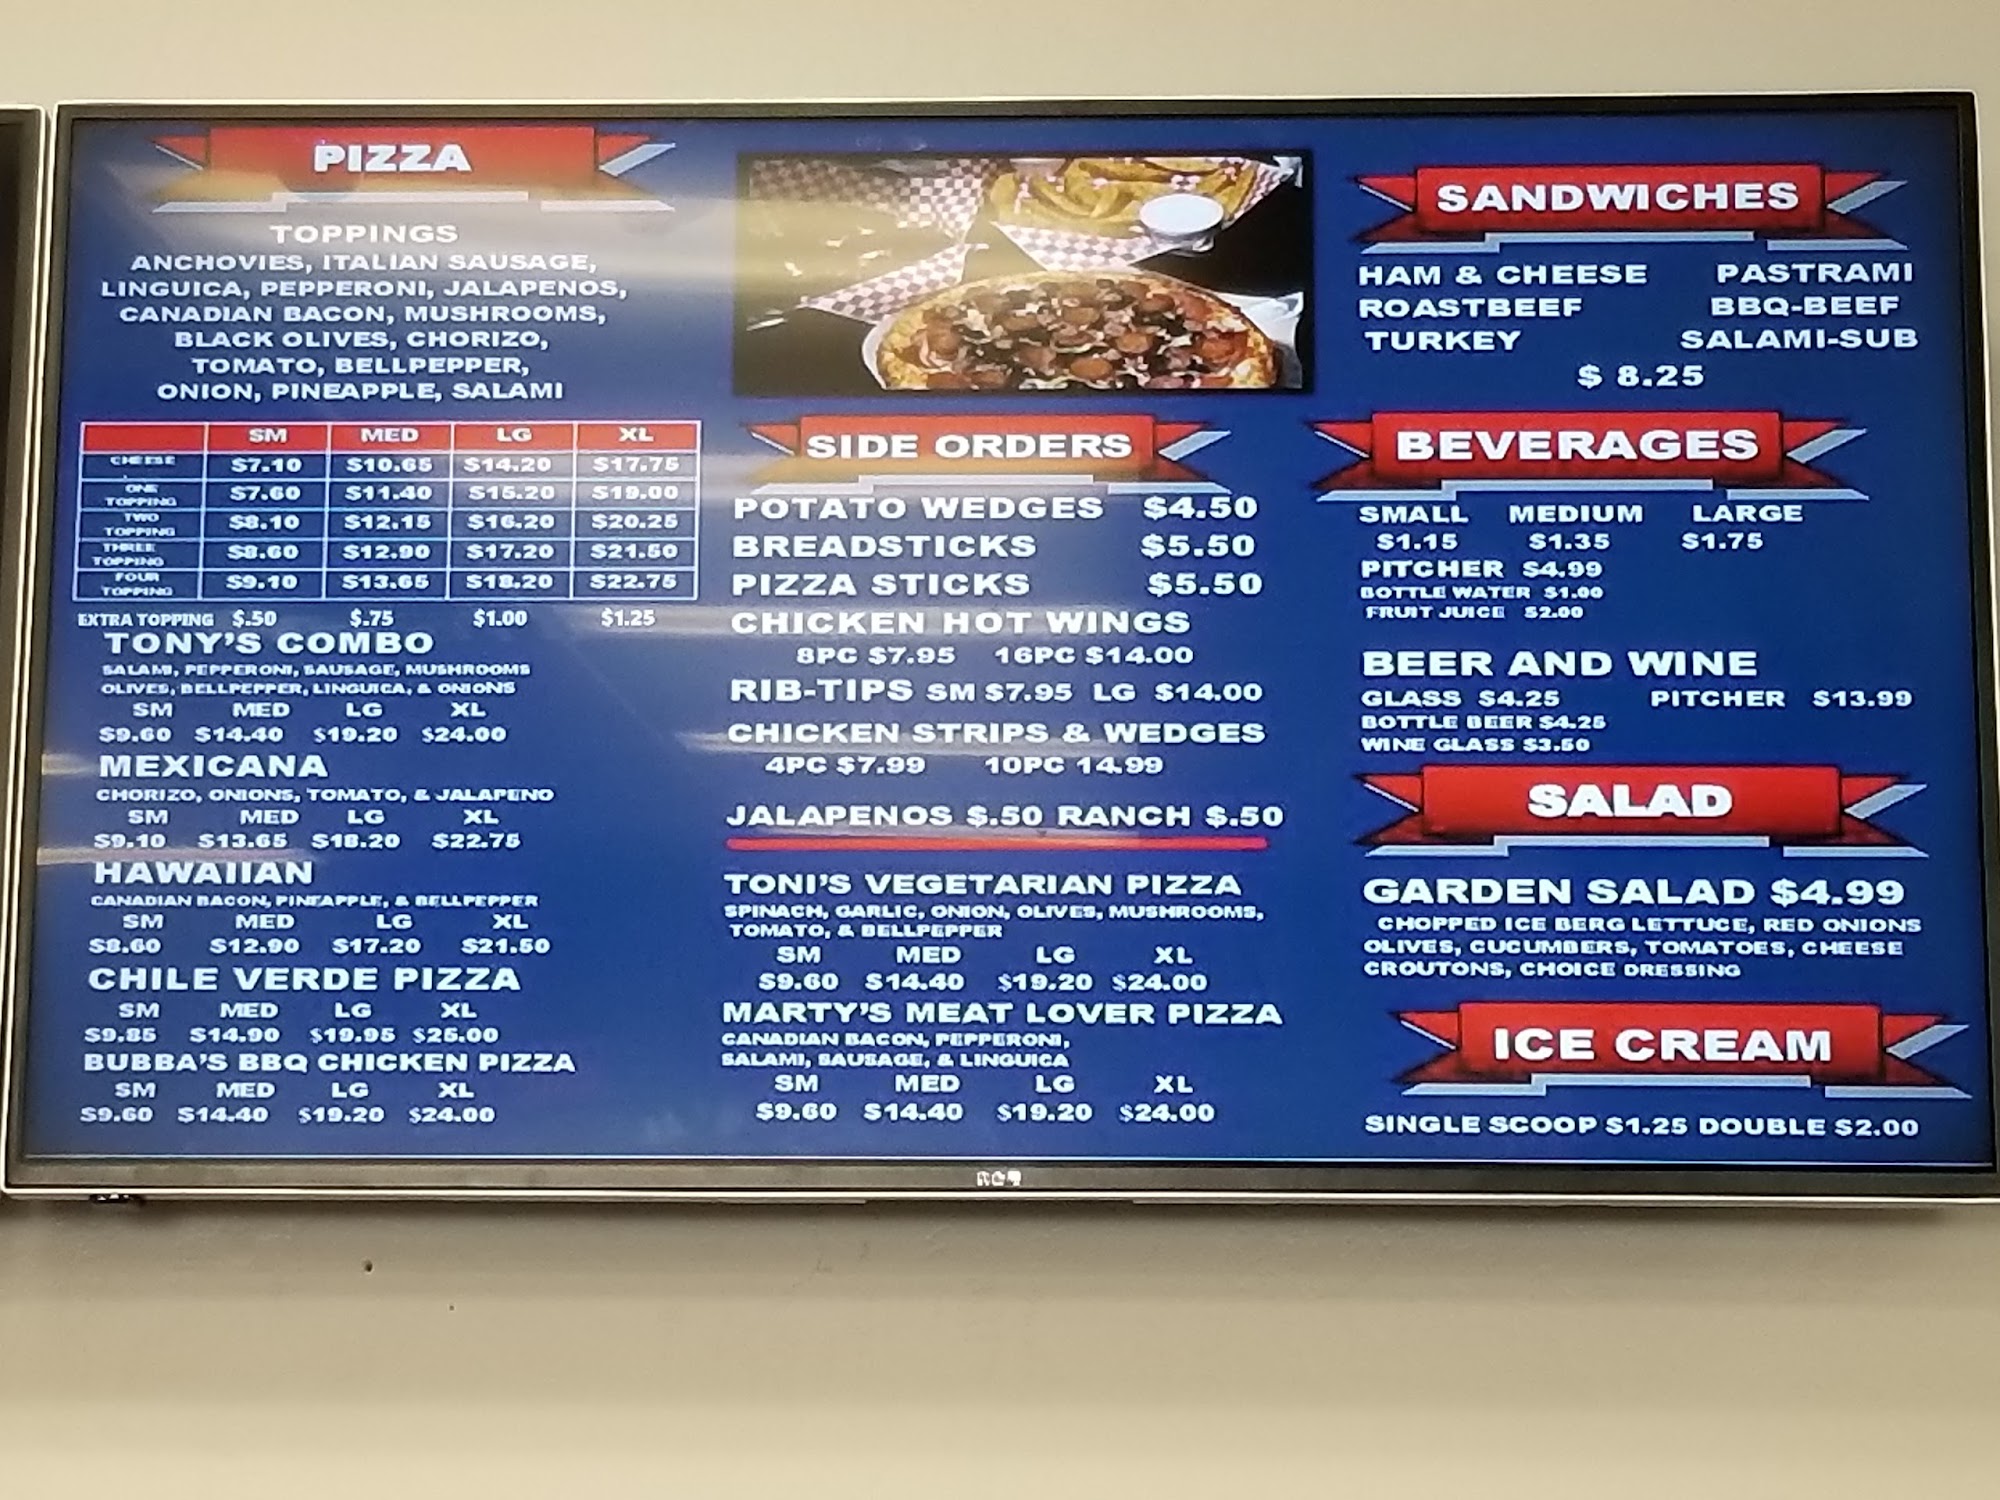 PIZZA
TOPPINGS
ANCHOVIES, ITALIAN SAUSAGE,
LINGUICA, PEPPERONI, JALAPENOS,
CANADIAN BACON, MUSHROOMS,
BLACK OLIVES, CHORIZO,
TOMATO, BELLPEPPER,
ONION, PINEAPPLE, SALAMI
SM MED LG XL
CHEESE $7.10 $10.65 $14.20 $17.75
ONE TOPPING $7.60 $11.40 $15.20 $19.00
TWO TOPPING $8.10 $12.15 $16.20 $20.25
THREE TOPPING $8.60 $12.90 $17.20 $21.50
FOUR TOPPING $9.10 $13.65 $18.20 $22.75
EXTRA TOPPING $.50 $.75 $1.00 $1.25
TONY'S COMBO
SALAMI, PEPPERONI, SAUSAGE, MUSHROOMS
OLIVES, BELLPEPPER, LINGUICA, & ONIONS
SM MED LG XL
$9.60 $14.40 $19.20 $24.00
MEXICANA
CHORIZO, ONIONS, TOMATO, & JALAPENO
SM MED LG XL
$9.10 $13.65 $18.20 $22.75
HAWAIIAN
CANADIAN BACON, PINEAPPLE, & BELLPEPPER
SM MED LG XL
$8.60 $12.90 $17.20 $21.50
CHILE VERDE PIZZA
SM MED LG XL
$9.85 $14.90 $19.95 $25.00
BUBBA'S BBQ CHICKEN PIZZA
SM MED LG XL
$9.60 $14.40 $19.20 $24.00
SIDE ORDERS
POTATO WEDGES $4.50
BREADSTICKS $5.50
PIZZA STICKS $5.50
CHICKEN HOT WINGS
8PC $7.95 16PC $14.00
RIB-TIPS SM $7.95 LG $14.00
CHICKEN STRIPS & WEDGES
4PC $7.99 10PC 14.99
JALAPENOS $.50 RANCH $.50
TONI'S VEGETARIAN PIZZA
SPINACH, GARLIC, ONION, OLIVES, MUSHROOMS,
TOMATO, & BELLPEPPER
SM MED LG XL
$9.60 $14.40 $19.20 $24.00
MARTY'S MEAT LOVER PIZZA
CANADIAN BACON, PEPPERONI,
SALAMI, SAUSAGE, & LINGUICA
SM MED LG XL
$9.60 $14.40 $19.20 $24.00
SANDWICHES
HAM & CHEESE PASTRAMI
ROASTBEEF BBQ-BEEF
TURKEY SALAMI-SUB
$ 8.25
BEVERAGES
SMALL MEDIUM LARGE
$1.15 $1.35 $1.75
PITCHER $4.99
BOTTLE WATER $1.00
FRUIT JUICE $2.00
BEER AND WINE
GLASS $4.25 PITCHER $13.99
BOTTLE BEER $4.25
WINE GLASS $3.50
SALAD
GARDEN SALAD $4.99
CHOPPED ICE BERG LETTUCE, RED ONIONS
OLIVES, CUCUMBERS, TOMATOES, CHEESE
CROUTONS, CHOICE DRESSING
ICE CREAM
SINGLE SCOOP $1.25 DOUBLE $2.00